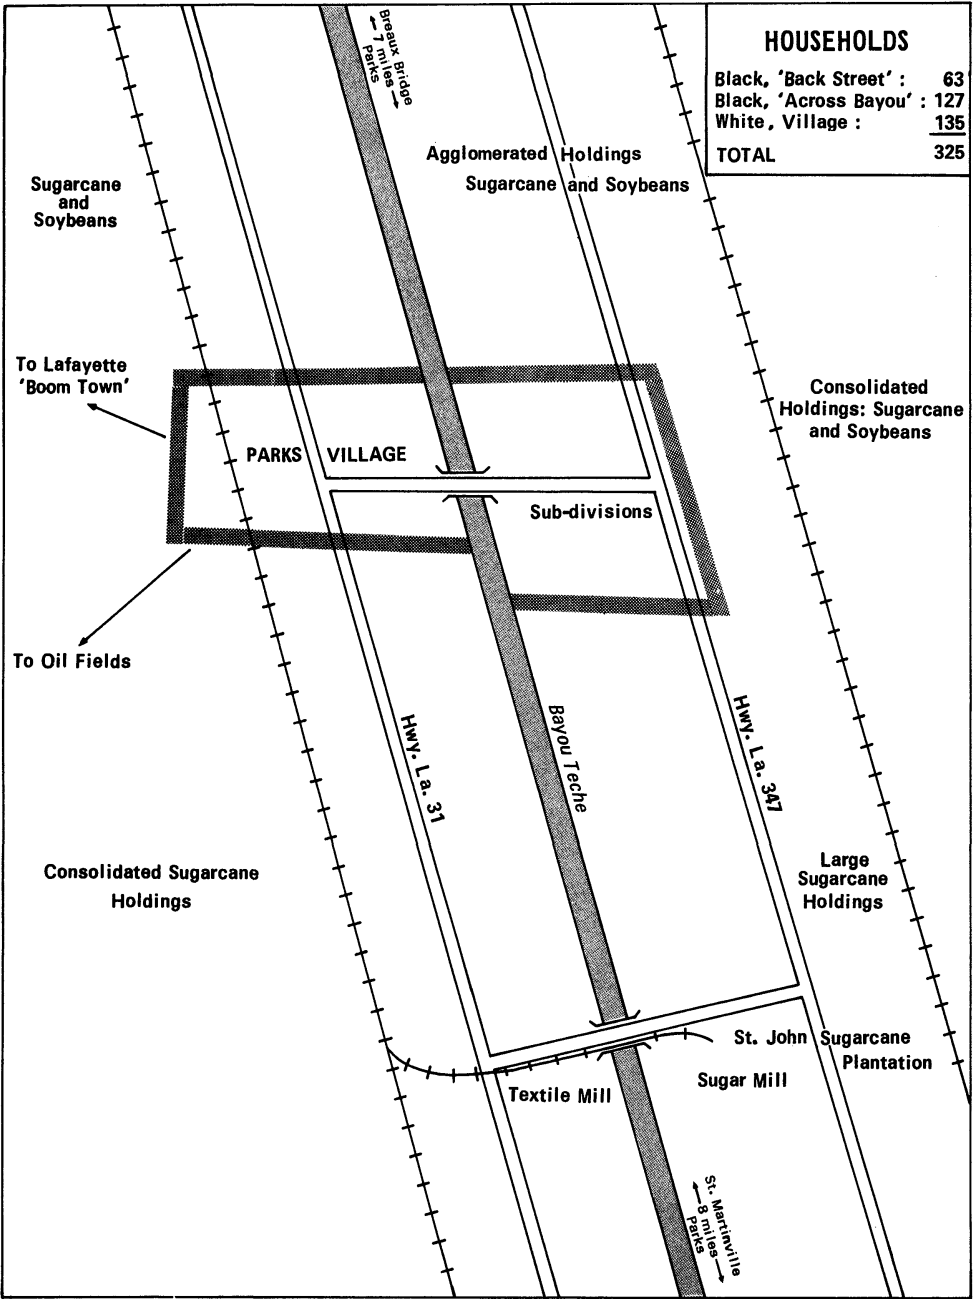 Breaux Bridge
7 miles
Parks
HOUSEHOLDS
Black, 'Back Street' : 63
Black, 'Across Bayou' : 127
White, Village : 135
TOTAL 325
Agglomerated Holdings
Sugarcane and Soybeans
Sugarcane
and
Soybeans
To Lafayette
'Boom Town'
Consolidated
Holdings: Sugarcane
and Soybeans
PARKS VILLAGE
Sub-divisions
To Oil Fields
Hwy. La. 31
Bayou Teche
Hwy. La. 347
Consolidated Sugarcane
Holdings
Large
Sugarcane
Holdings
St. John Sugarcane
Plantation
Textile Mill
Sugar Mill
St. Martinville
8 miles
Parks